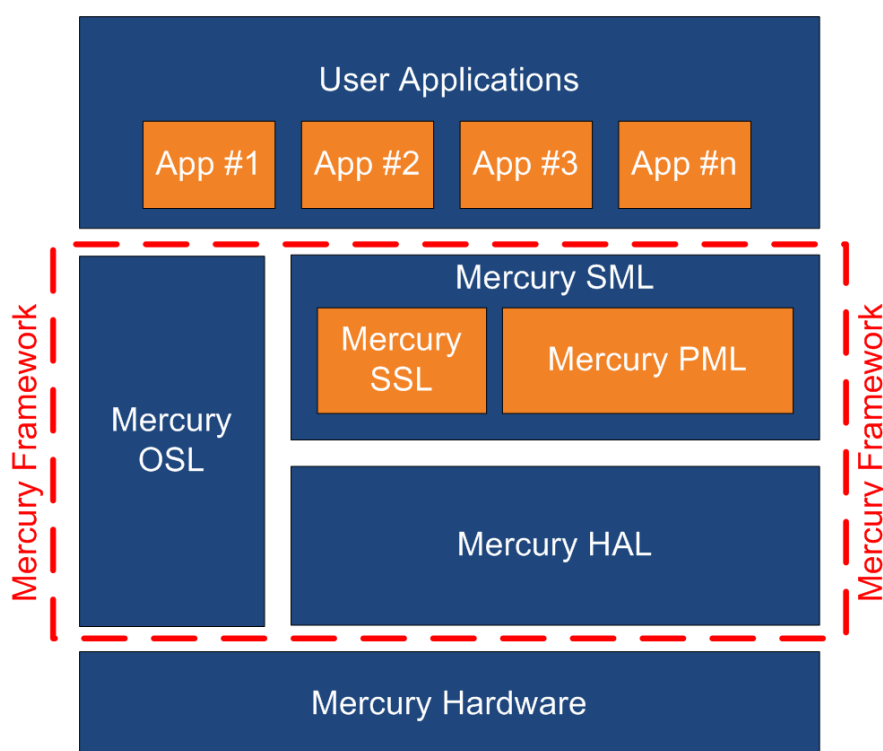 User Applications
App #1
App #2
App #3
App #n
Mercury Framework
Mercury OSL
Mercury SML
Mercury
SSL
Mercury PML
Mercury HAL
Mercury Framework
Mercury Hardware